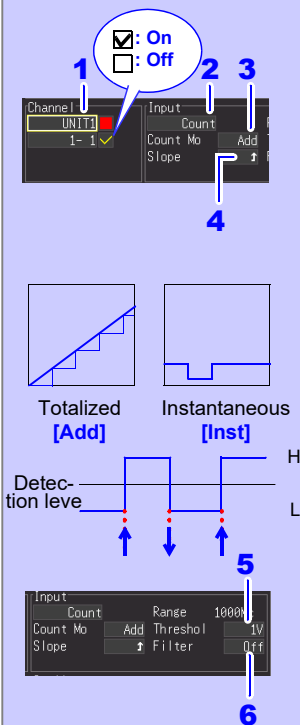 : On
: Off
1 2 3
Channel
UNIT1
1- 1
Input
Count
Count Mo Add
Slope
4
Totalized
[Add]
Instantaneous
[Inst]
H
Detec-
tion leve
L
5
Input
Count Range 1000M
Count Mo Add Threshol 1V
Slope Filter Off
6